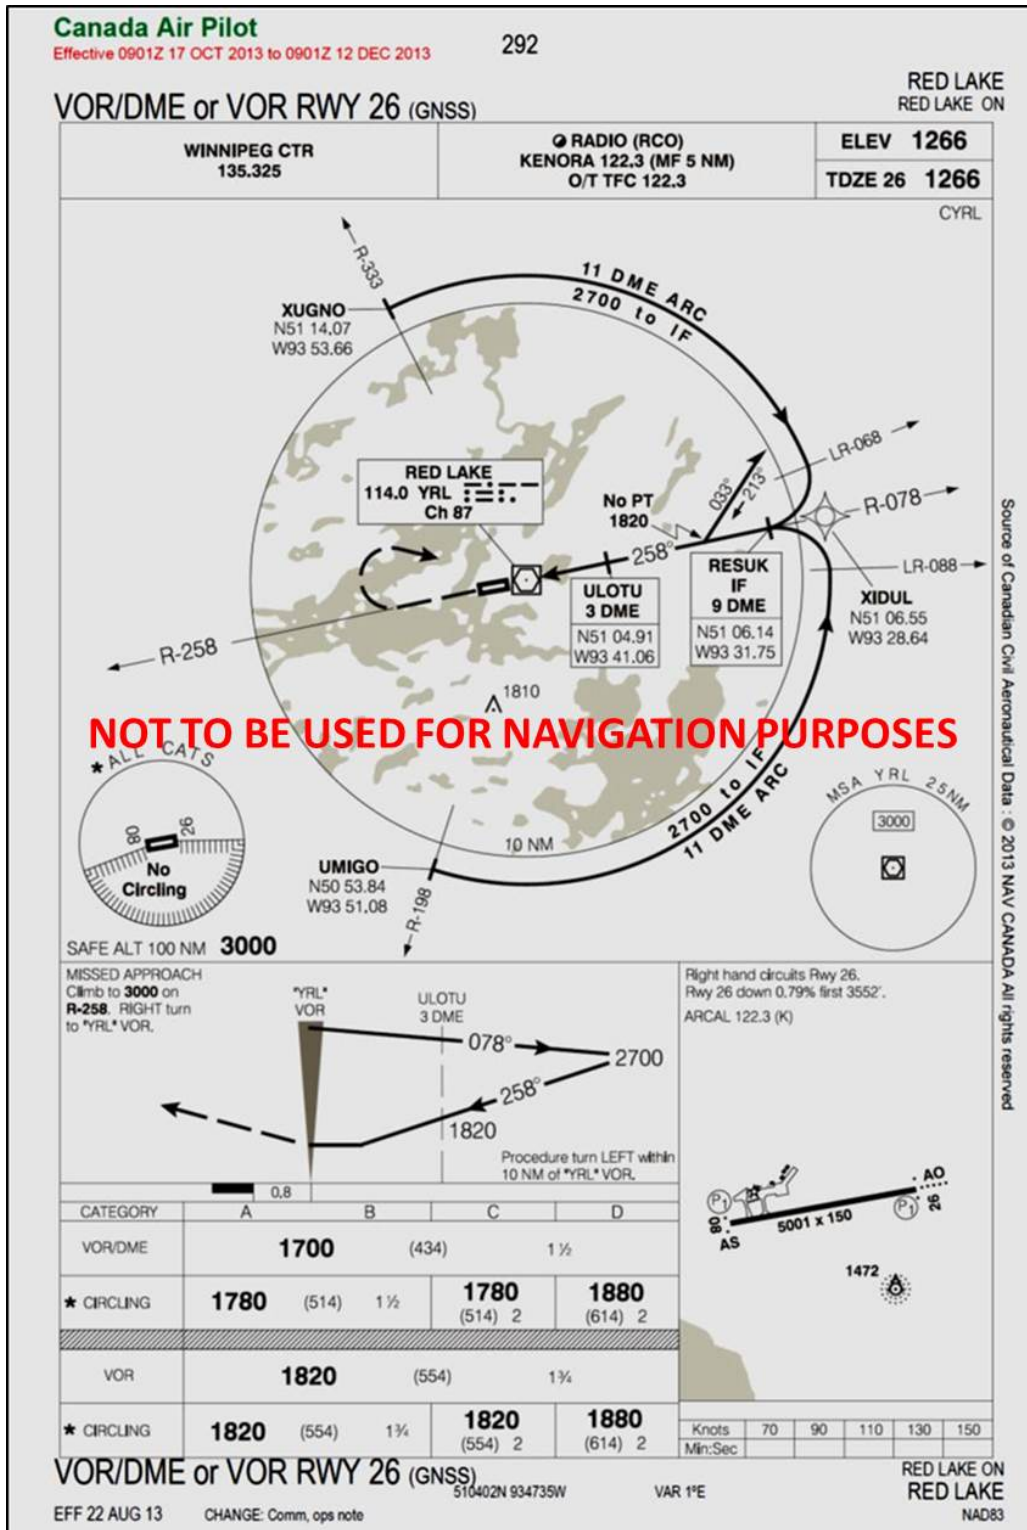 Canada Air Pilot
Effective 0901Z 17 OCT 2013 to 0901Z 12 DEC 2013
292
RED LAKE
RED LAKE ON
VOR/DME or VOR RWY 26 (GNSS)
WINNIPEG CTR
135.325
RADIO (RCO)
KENORA 122.3 (MF 5 NM)
O/T TFC 122.3
ELEV 1266
TDZE 26 1266
CYRL
R-333
11 DME ARC
2700 to IF
XUGNO
N51 14.07
W93 53.66
LR-068
RED LAKE
114.0 YRL
Ch 87
No PT
1820
033°
213°
R-078
258°
LR-088
ULOTU
3 DME
N51 04.91
W93 41.06
RESUK
IF
9 DME
N51 06.14
W93 31.75
XIDUL
N51 06.55
W93 28.64
R-258
1810
NOT TO BE USED FOR NAVIGATION PURPOSES
* ALL CATS
08
26
No
Circling
2700 to IF
11 DME ARC
MSA YRL 25NM
3000
10 NM
UMIGO
N50 53.84
W93 51.08
R-198
SAFE ALT 100 NM 3000
MISSED APPROACH
Climb to 3000 on
R-258. RIGHT turn
to "YRL" VOR.
"YRL"
VOR
ULOTU
3 DME
078°
2700
258°
1820
Procedure turn LEFT within
10 NM of "YRL" VOR.
0.8
Right hand circuits Rwy 26.
Rwy 26 down 0.79% first 3552'.
ARCAL 122.3 (K)
P1
08
AS
5001 x 150
AO
P1
26
1472
CATEGORY A B C D
VOR/DME 1700 (434) 1 ½
* CIRCLING 1780 (514) 1 ½ 1780 (514) 2 1880 (614) 2
VOR 1820 (554) 1 ¾
* CIRCLING 1820 (554) 1 ¾ 1820 (554) 2 1880 (614) 2
Knots 70 90 110 130 150
Min:Sec
VOR/DME or VOR RWY 26 (GNSS)
510402N 934735W
VAR 1°E
RED LAKE ON
RED LAKE
EFF 22 AUG 13
CHANGE: Comm, ops note
NAD83
Source of Canadian Civil Aeronautical Data : © 2013 NAV CANADA All rights reserved